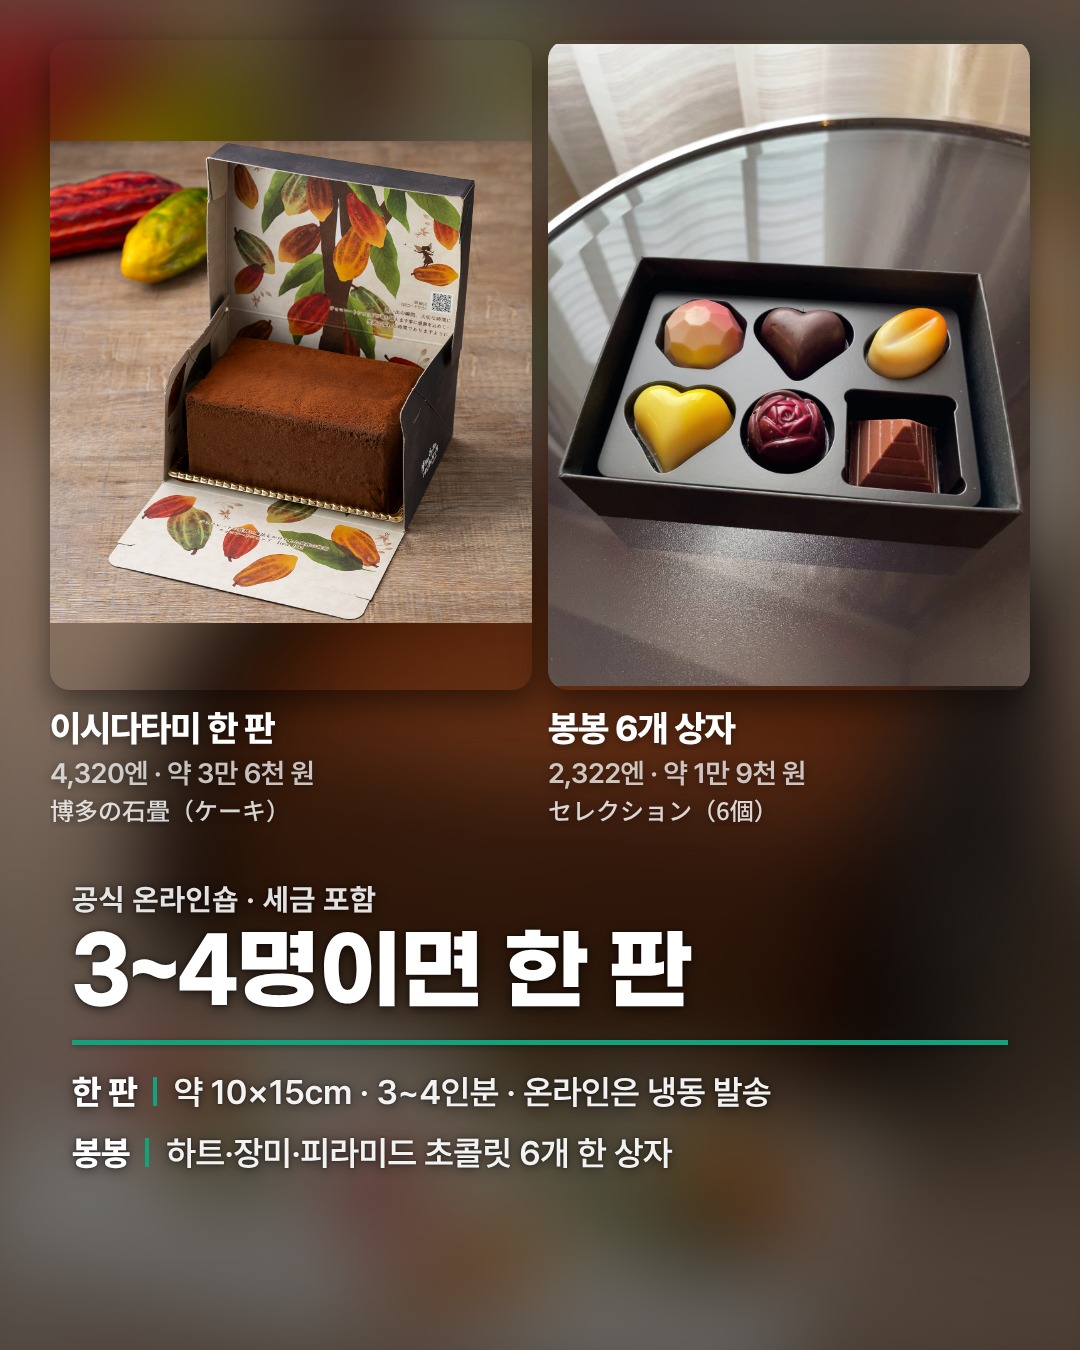 이시다타미 한 판
4,320엔 · 약 3만 6천 원
博多の石畳（ケーキ）
봉봉 6개 상자
2,322엔 · 약 1만 9천 원
セレクション（6個）
공식 온라인숍 · 세금 포함
3~4명이면 한 판
한 판 | 약 10×15cm · 3~4인분 · 온라인은 냉동 발송
봉봉 | 하트·장미·피라미드 초콜릿 6개 한 상자